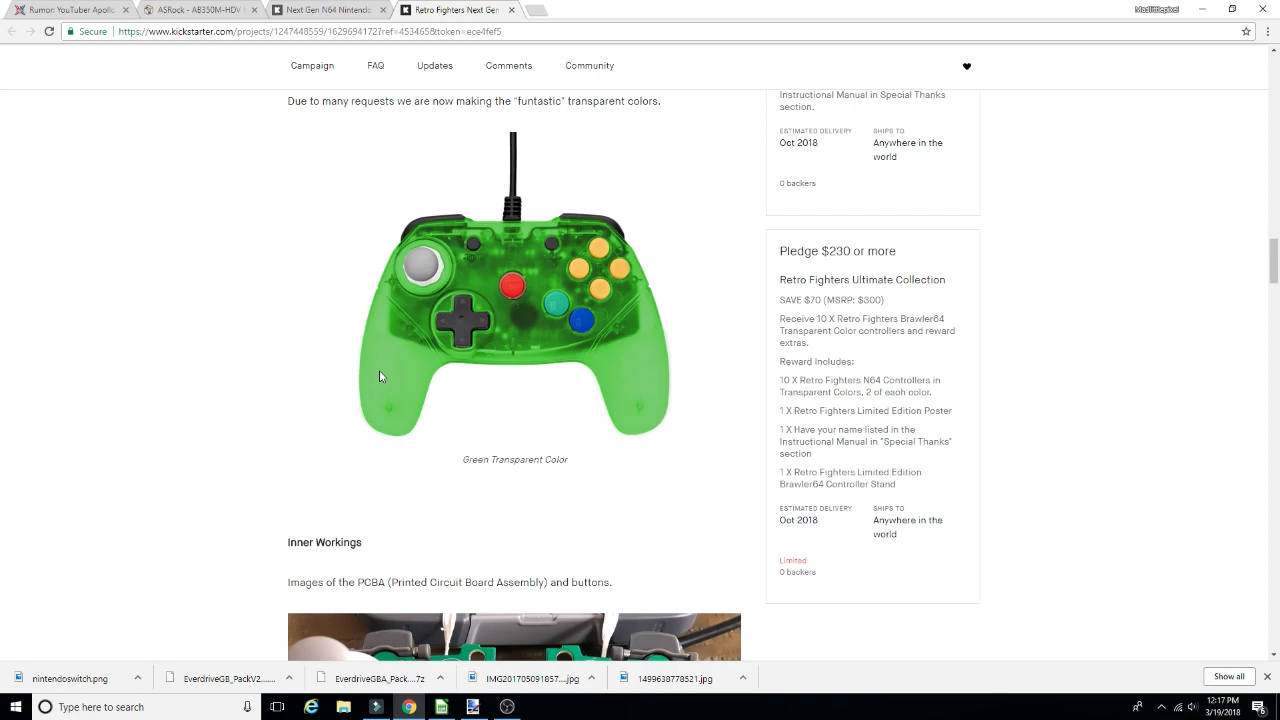 Rumor: YouTube Apollo
ASRock - AB350M-HDV
Next Gen N64 Nintendo
Retro Fighters Next Gen
Madlittlepixel
Secure
https://www.kickstarter.com/projects/1247448559/1629694172?ref=453465&token=ece4fef5
Campaign
FAQ
Updates
Comments
Community
Due to many requests we are now making the "funtastic" transparent colors.
Green Transparent Color
Inner Workings
Images of the PCBA (Printed Circuit Board Assembly) and buttons.
Instructional Manual in Special Thanks
section.
ESTIMATED DELIVERY
SHIPS TO
Oct 2018
Anywhere in the
world
0 backers
Pledge $230 or more
Retro Fighters Ultimate Collection
SAVE $70 (MSRP: $300)
Receive 10 X Retro Fighters Brawler64
Transparent Color controllers and reward
extras.
Reward Includes:
10 X Retro Fighters N64 Controllers in
Transparent Colors, 2 of each color.
1 X Retro Fighters Limited Edition Poster
1 X Have your name listed in the
Instructional Manual in "Special Thanks"
section
1 X Retro Fighters Limited Edition
Brawler64 Controller Stand
ESTIMATED DELIVERY
SHIPS TO
Oct 2018
Anywhere in the
world
Limited
0 backers
nintendoswitch.png
EverdriveGB_PackV2....
EverdriveGBA_Pack....7z
IMG201705091857....jpg
1499638778521.jpg
Show all
Type here to search
12:17 PM
3/19/2018